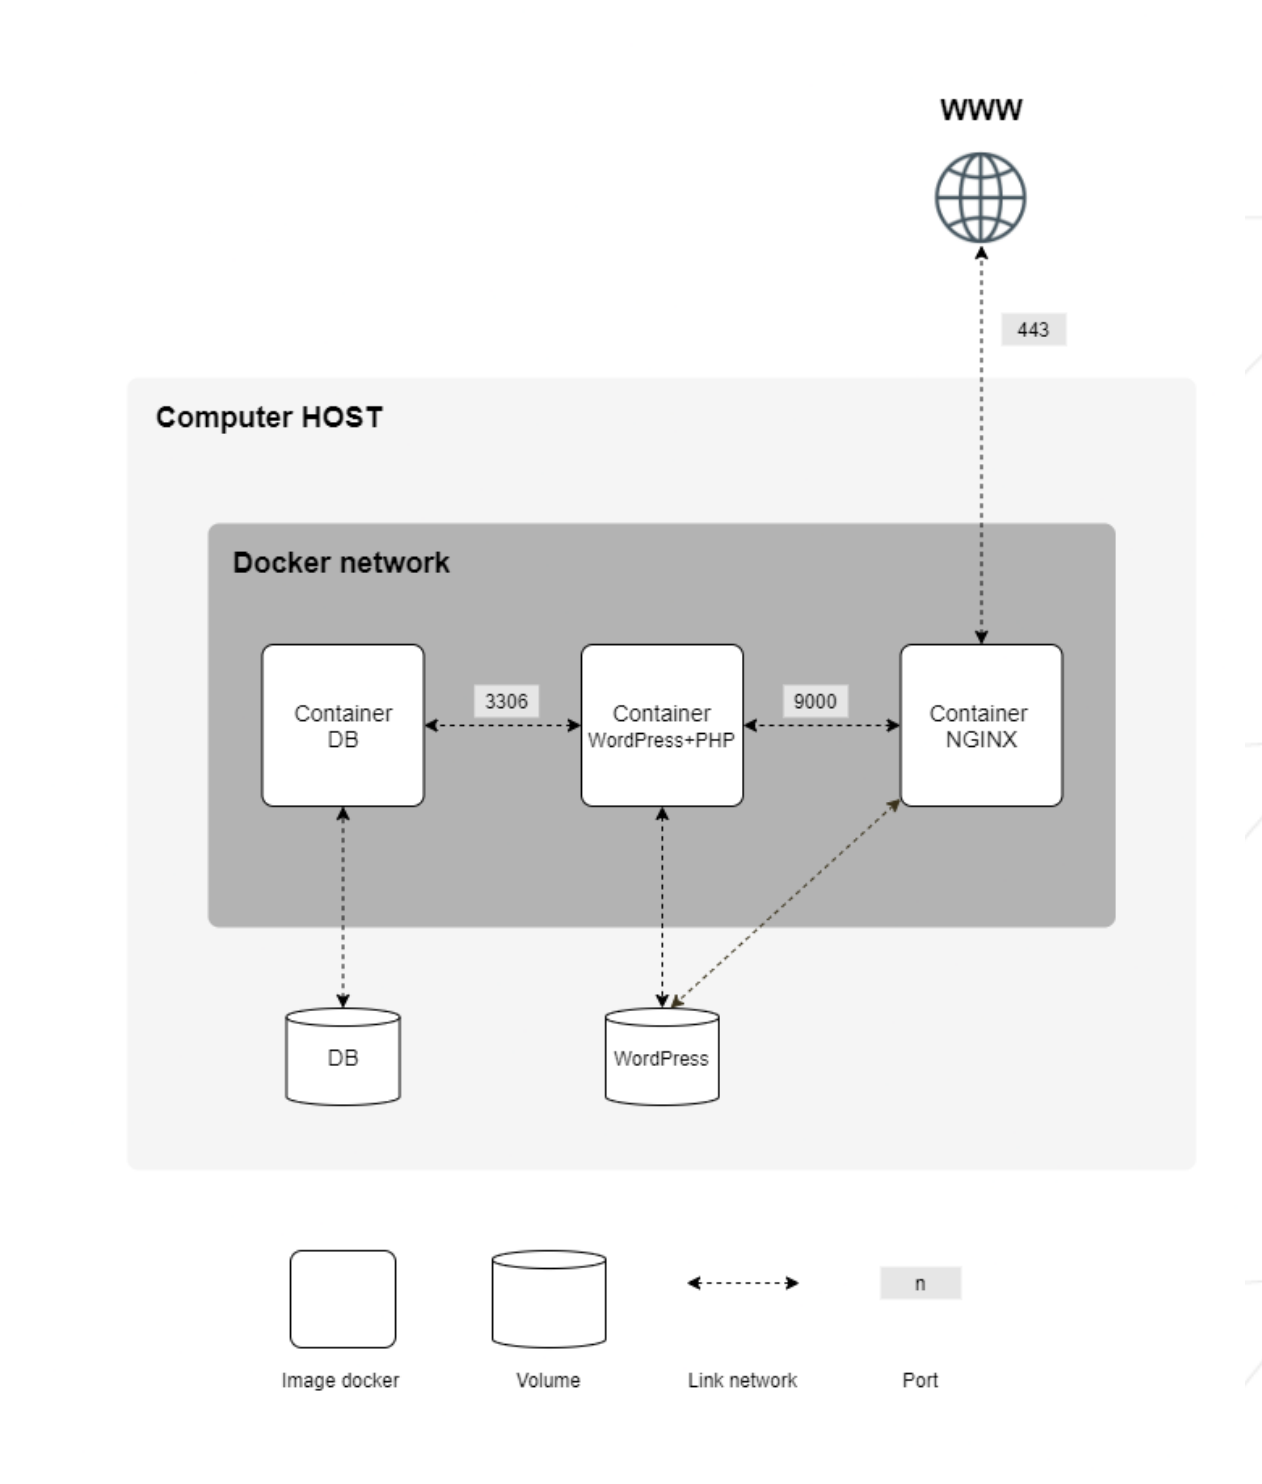 WWW
443
Computer HOST
Docker network
Container
DB
3306
Container
WordPress+PHP
9000
Container
NGINX
DB
WordPress
n
Image docker
Volume
Link network
Port